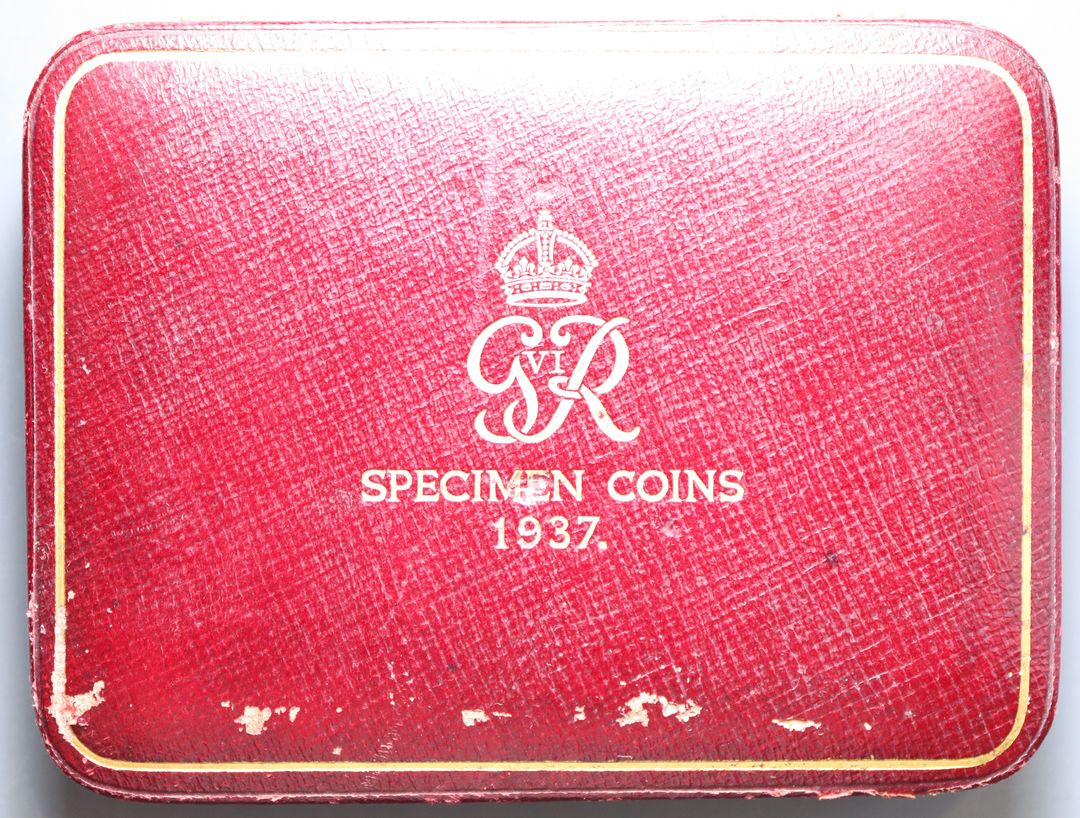 GVIR
SPECIMEN COINS
1937.